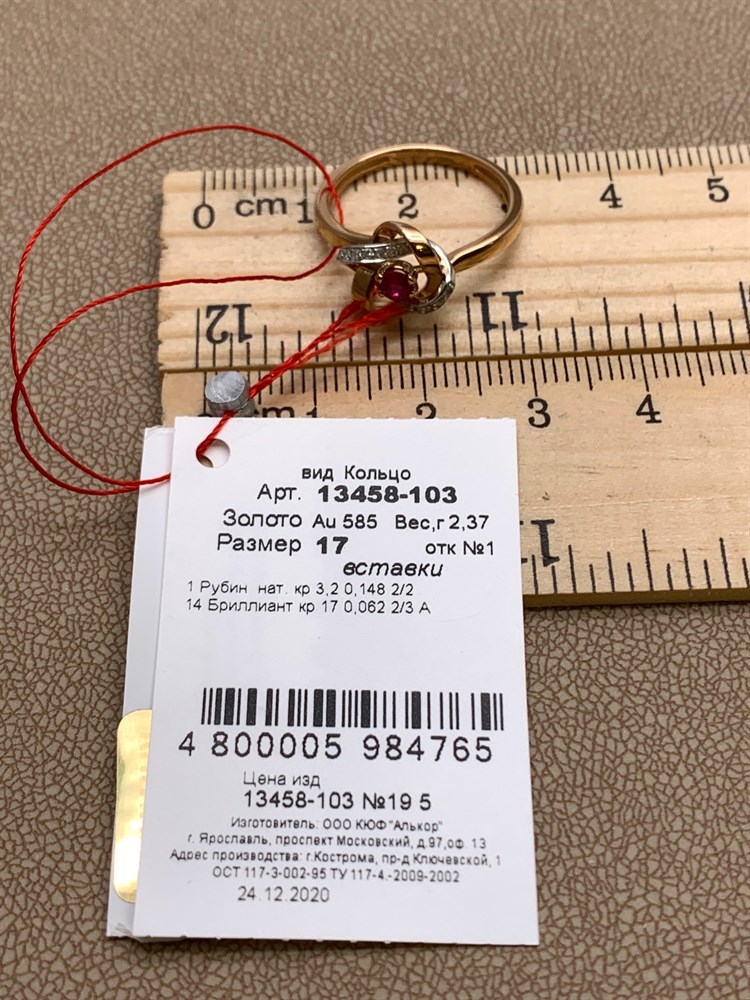 0 cm 1 2 4 5
12 11
cm 1 2 3 4
11
вид Кольцо
Арт. 13458-103
Золото Au 585 Вес,г 2,37
Размер 17 отк №1
вставки
1 Рубин нат. кр 3,2 0,148 2/2
14 Бриллиант кр 17 0,062 2/3 А
4 800005 984765
Цена изд
13458-103 №19 5
Изготовитель: ООО КЮФ "Алькор"
г. Ярославль, проспект Московский, д.97,оф. 13
Адрес производства: г.Кострома, пр-д Ключевской, 1
ОСТ 117-3-002-95 ТУ 117-4.-2009-2002
24.12.2020